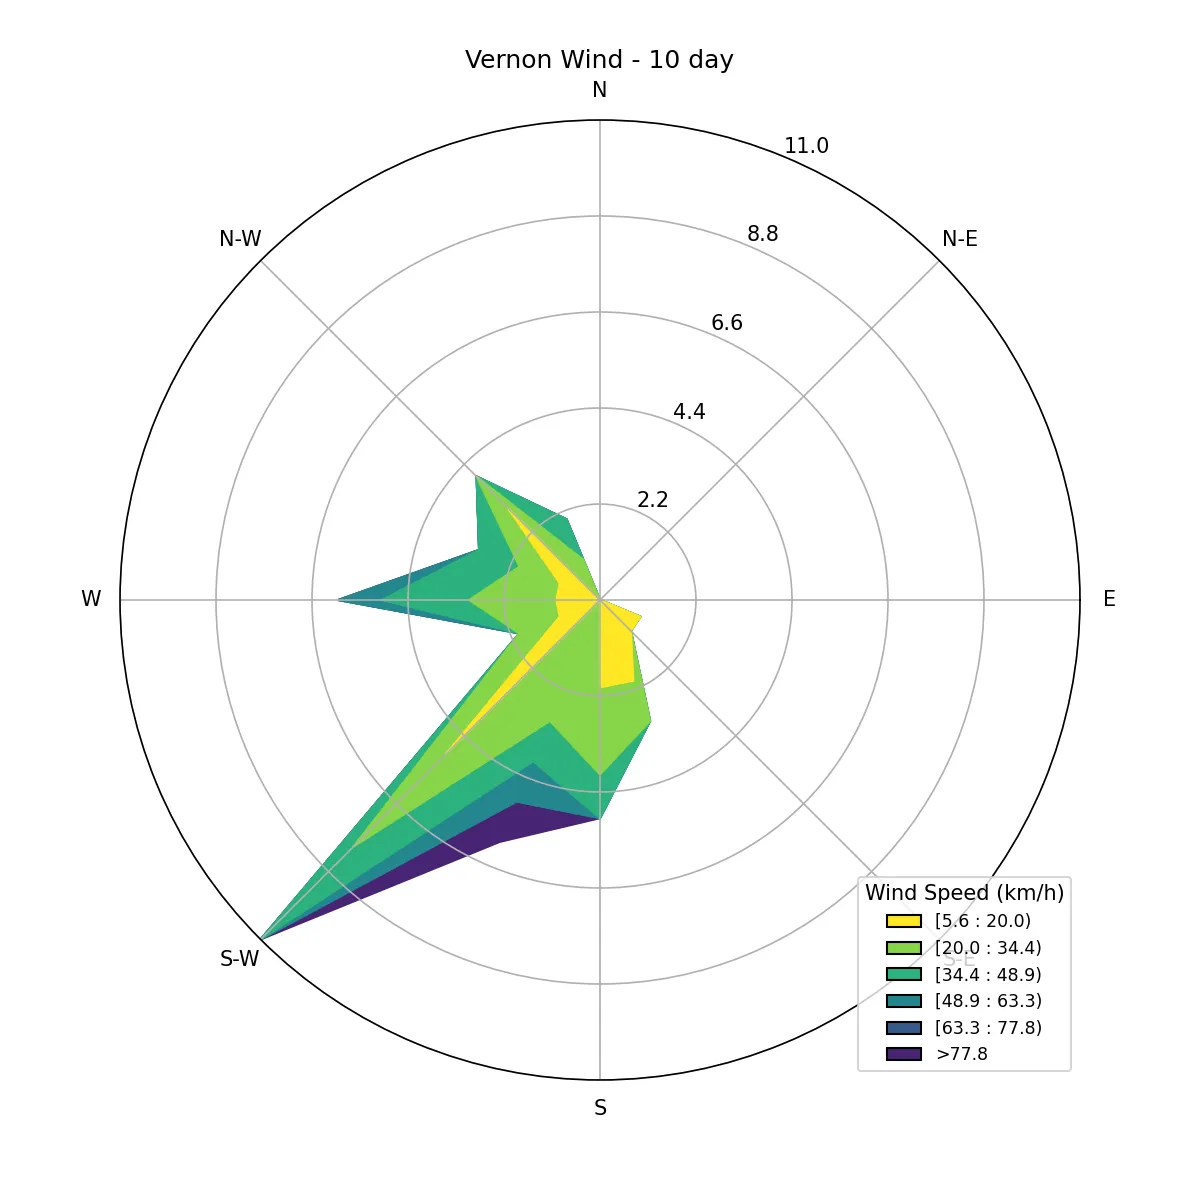 Vernon Wind - 10 day
N
11.0
N-W
8.8
N-E
6.6
4.4
2.2
W
E
S-W
S-E
S
Wind Speed (km/h)
[5.6 : 20.0)
[20.0 : 34.4)
[34.4 : 48.9)
[48.9 : 63.3)
[63.3 : 77.8)
>77.8